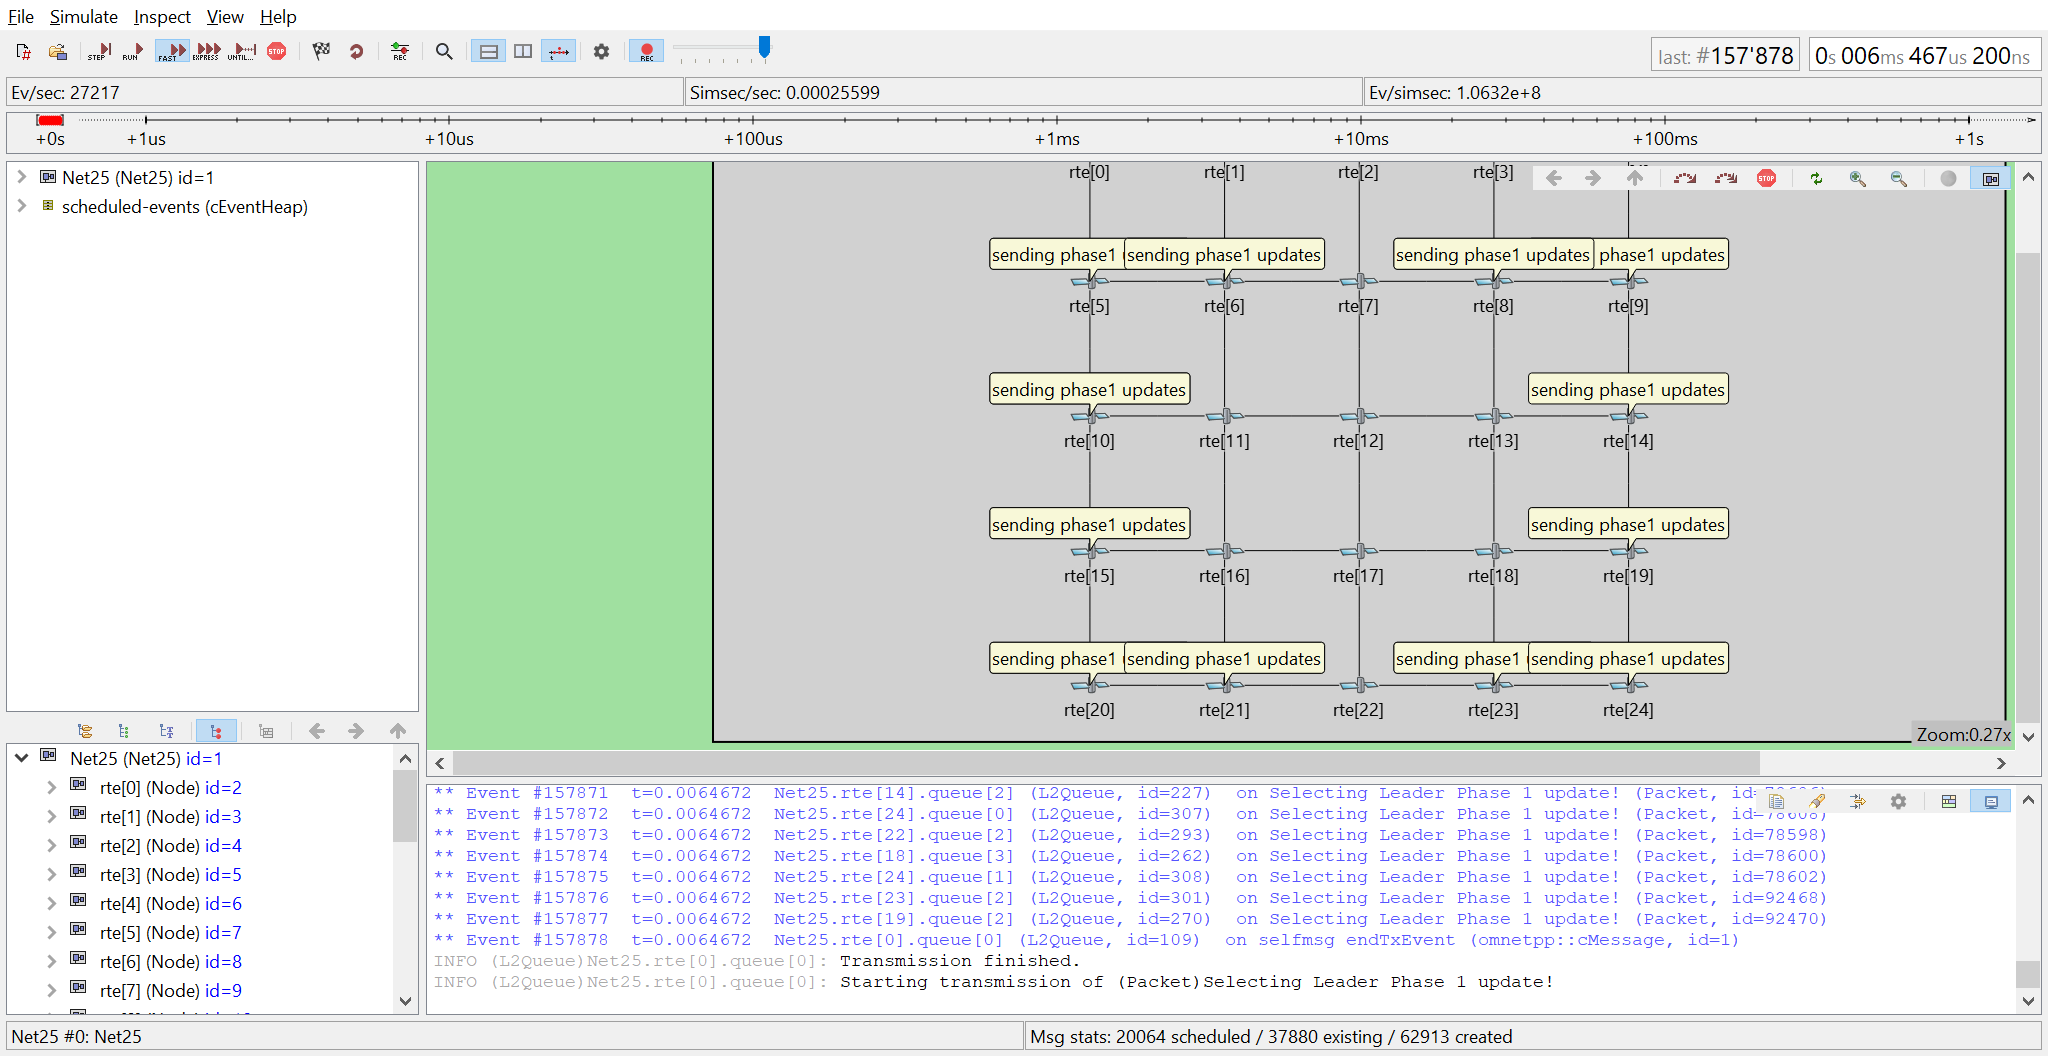 File Simulate Inspect View Help
STEP RUN FAST EXPRESS UNTIL... STOP REC REC
last: #157'878 0s 006ms 467us 200ns
Ev/sec: 27217 Simsec/sec: 0.00025599 Ev/simsec: 1.0632e+8
+0s +1us +10us +100us +1ms +10ms +100ms +1s
Net25 (Net25) id=1
scheduled-events (cEventHeap)
rte[0] rte[1] rte[2] rte[3]
STOP
sending phase1 sending phase1 updates sending phase1 updates phase1 updates
rte[5] rte[6] rte[7] rte[8] rte[9]
sending phase1 updates sending phase1 updates
rte[10] rte[11] rte[12] rte[13] rte[14]
sending phase1 updates sending phase1 updates
rte[15] rte[16] rte[17] rte[18] rte[19]
sending phase1 sending phase1 updates sending phase1 sending phase1 updates
rte[20] rte[21] rte[22] rte[23] rte[24]
Zoom:0.27x
Net25 (Net25) id=1
rte[0] (Node) id=2
rte[1] (Node) id=3
rte[2] (Node) id=4
rte[3] (Node) id=5
rte[4] (Node) id=6
rte[5] (Node) id=7
rte[6] (Node) id=8
rte[7] (Node) id=9
** Event #157871 t=0.0064672 Net25.rte[14].queue[2] (L2Queue, id=227) on Selecting Leader Phase 1 update! (Packet,
** Event #157872 t=0.0064672 Net25.rte[24].queue[0] (L2Queue, id=307) on Selecting Leader Phase 1 update! (Packet, id=78608)
** Event #157873 t=0.0064672 Net25.rte[22].queue[2] (L2Queue, id=293) on Selecting Leader Phase 1 update! (Packet, id=78598)
** Event #157874 t=0.0064672 Net25.rte[18].queue[3] (L2Queue, id=262) on Selecting Leader Phase 1 update! (Packet, id=78600)
** Event #157875 t=0.0064672 Net25.rte[24].queue[1] (L2Queue, id=308) on Selecting Leader Phase 1 update! (Packet, id=78602)
** Event #157876 t=0.0064672 Net25.rte[23].queue[2] (L2Queue, id=301) on Selecting Leader Phase 1 update! (Packet, id=92468)
** Event #157877 t=0.0064672 Net25.rte[19].queue[2] (L2Queue, id=270) on Selecting Leader Phase 1 update! (Packet, id=92470)
** Event #157878 t=0.0064672 Net25.rte[0].queue[0] (L2Queue, id=109) on selfmsg endTxEvent (omnetpp::cMessage, id=1)
INFO (L2Queue)Net25.rte[0].queue[0]: Transmission finished.
INFO (L2Queue)Net25.rte[0].queue[0]: Starting transmission of (Packet)Selecting Leader Phase 1 update!
Net25 #0: Net25 Msg stats: 20064 scheduled / 37880 existing / 62913 created